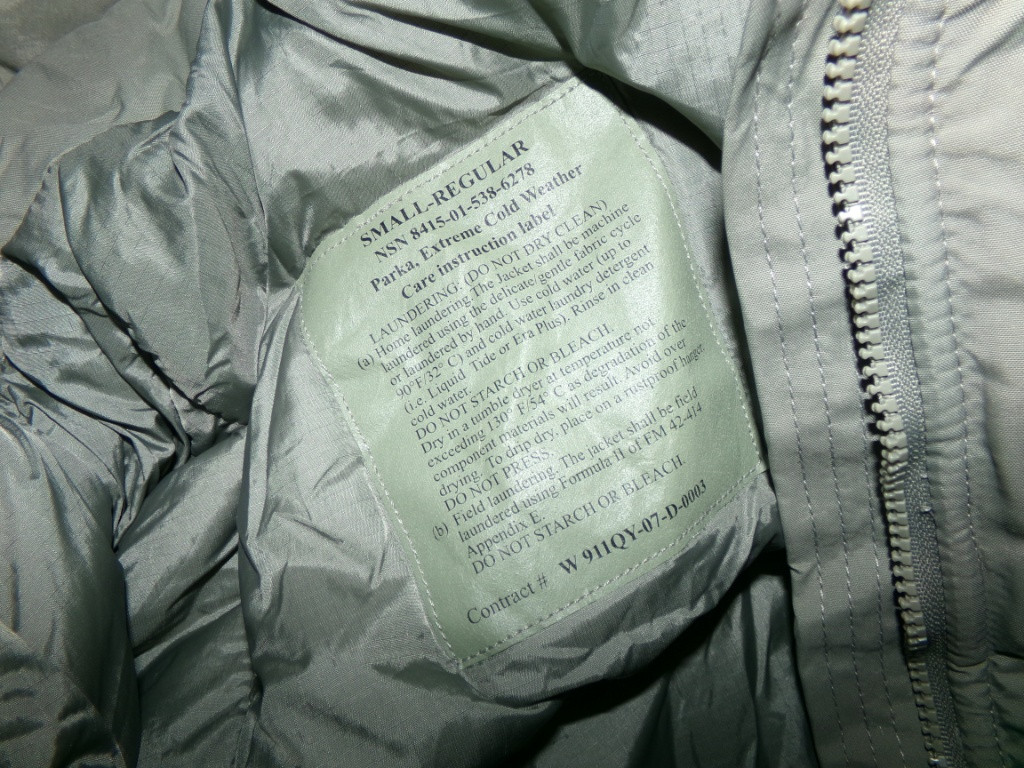 SMALL-REGULAR
NSN 8415-01-538-6278
Parka, Extreme Cold Weather
Care instruction label
LAUNDERING: (DO NOT DRY CLEAN)
(a) Home laundering. The Jacket shall be machine
laundered using the delicate/gentle fabric cycle
or laundered by hand. Use cold water (up to
90°F/32° C) and cold water laundry detergent
(i.e. Liquid, Tide or Era Plus). Rinse in clean
cold water.
DO NOT STARCH OR BLEACH.
Dry in a tumble dryer at temperature not
exceeding 130° F/54° C as degradation of the
component materials will result. Avoid over
drying. To drip dry, place on a rustproof hanger.
DO NOT PRESS.
(b) Field laundering. The jacket shall be field
laundered using Formula II of FM 42-414
Appendix E.
DO NOT STARCH OR BLEACH.
Contract # W 911QY-07-D-0003